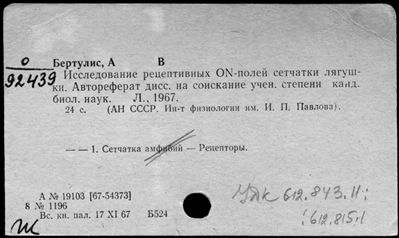 О Бертулис, А В
92439
Исследование рецептивных ON-полей сетчатки лягуш-
ки. Автореферат дисс. на соискание учен. степени канд.
биол. наук. Л., 1967.
24 с. (АН СССР. Ин-т физиологии им. И. П. Павлова).
— — 1. Сетчатка амфибий — Рецепторы.
А № 19103 [67-54373]
8 № 1196
Вс. кн. пал. 17 XI 67 Б524
УДК 612.843.11:
:612.815.1